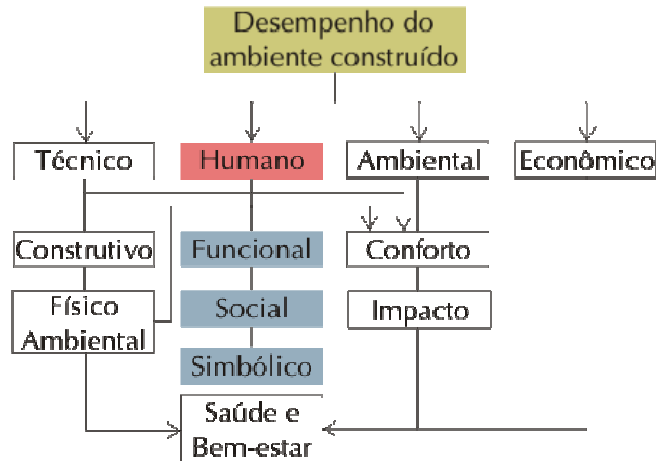 Desempenho do
ambiente construído
Técnico
Humano
Ambiental
Econômico
Construtivo
Funcional
Conforto
Físico
Ambiental
Social
Impacto
Simbólico
Saúde e
Bem-estar